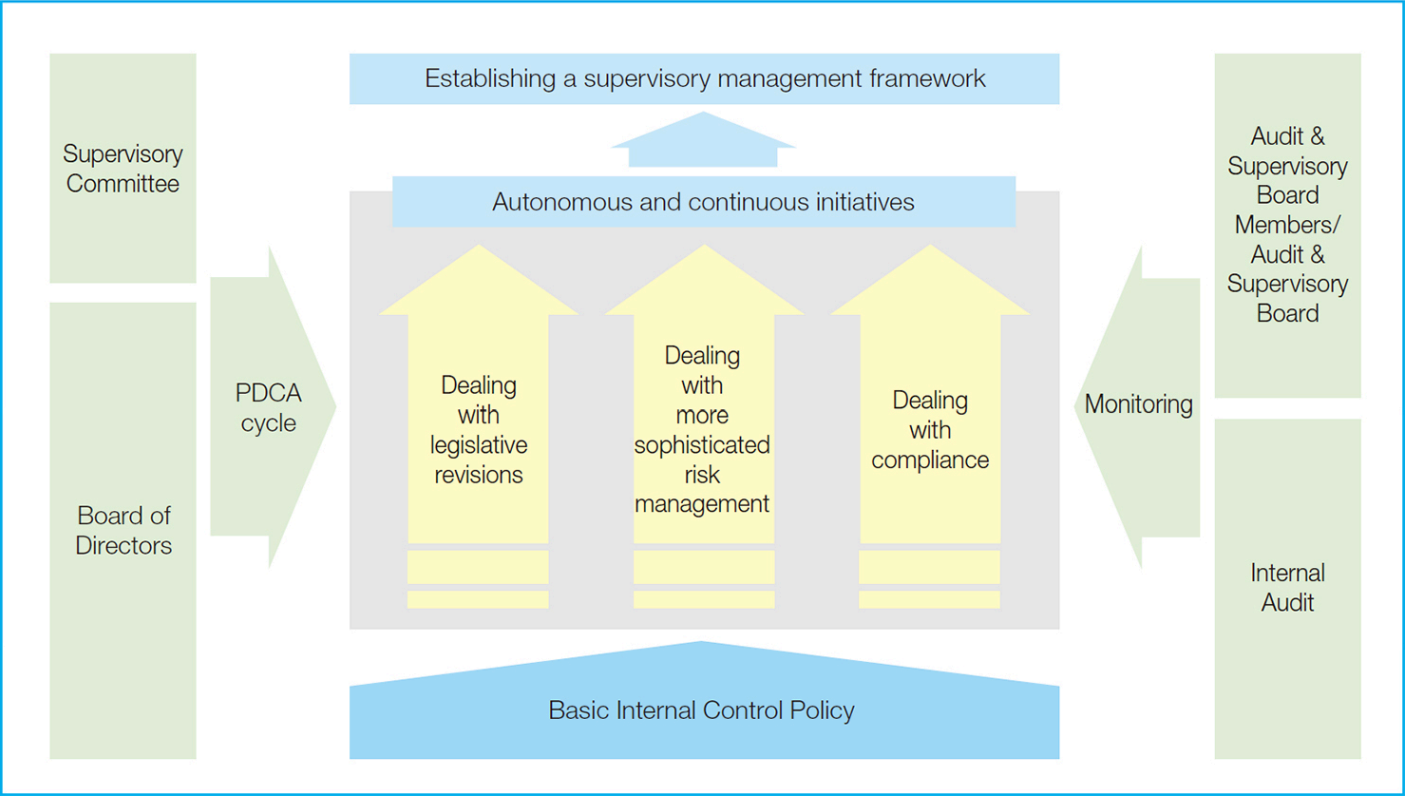 Establishing a supervisory management framework
Supervisory
Committee
Board of
Directors
PDCA
cycle
Autonomous and continuous initiatives
Dealing
with
legislative
revisions
Dealing
with
more
sophisticated
risk
management
Dealing
with
compliance
Basic Internal Control Policy
Monitoring
Audit &
Supervisory
Board
Members/
Audit &
Supervisory
Board
Internal
Audit